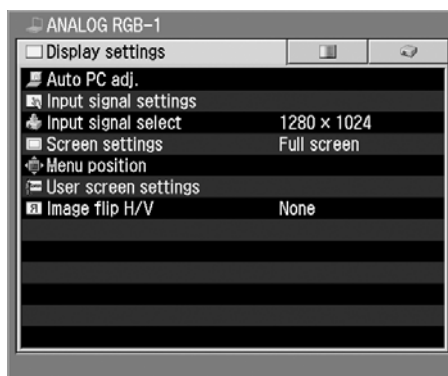 ANALOG RGB-1
Display settings
Auto PC adj.
Input signal settings
Input signal select 1280 × 1024
Screen settings Full screen
Menu position
User screen settings
Image flip H/V None